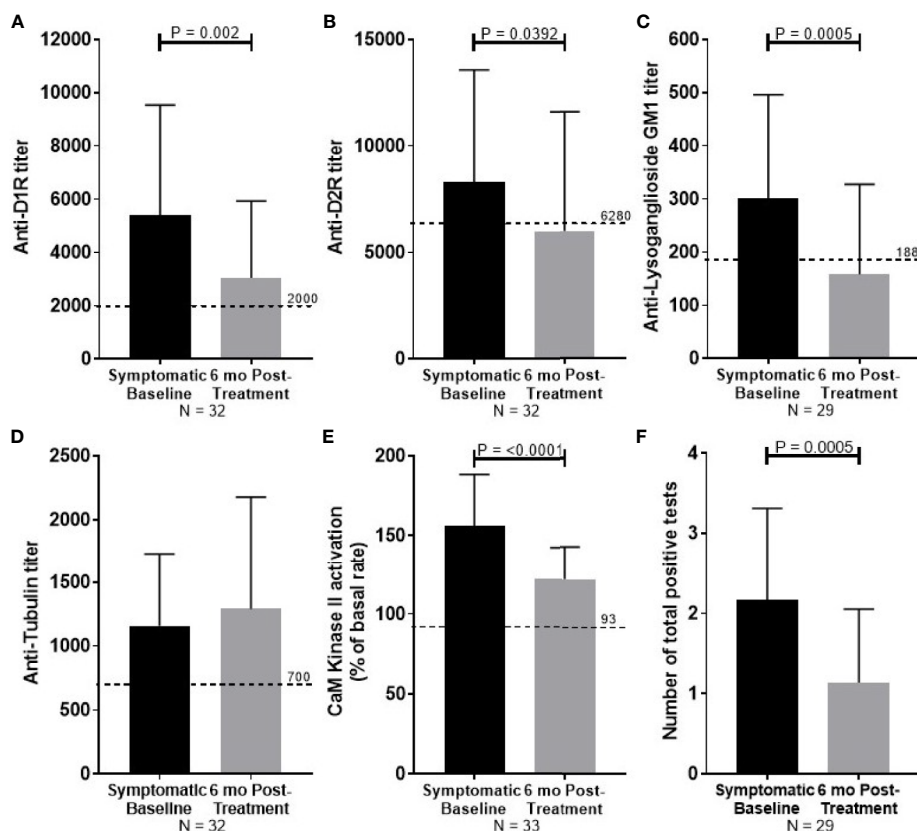 A
P = 0.002
12000
10000
8000
6000
4000
2000
0
Anti-D1R titer
2000
Symptomatic 6 mo Post-
Baseline Treatment
N = 32
B
P = 0.0392
15000
10000
5000
0
Anti-D2R titer
6280
Symptomatic 6 mo Post-
Baseline Treatment
N = 32
C
P = 0.0005
600
500
400
300
200
100
0
Anti-Lysoganglioside GM1 titer
188
Symptomatic 6 mo Post-
Baseline Treatment
N = 29
D
2500
2000
1500
1000
500
0
Anti-Tubulin titer
700
Symptomatic 6 mo Post-
Baseline Treatment
N = 32
E
P = <0.0001
200
150
100
50
0
CaM Kinase II activation
(% of basal rate)
93
Symptomatic 6 mo Post-
Baseline Treatment
N = 33
F
P = 0.0005
4
3
2
1
0
Number of total positive tests
Symptomatic 6 mo Post-
Baseline Treatment
N = 29